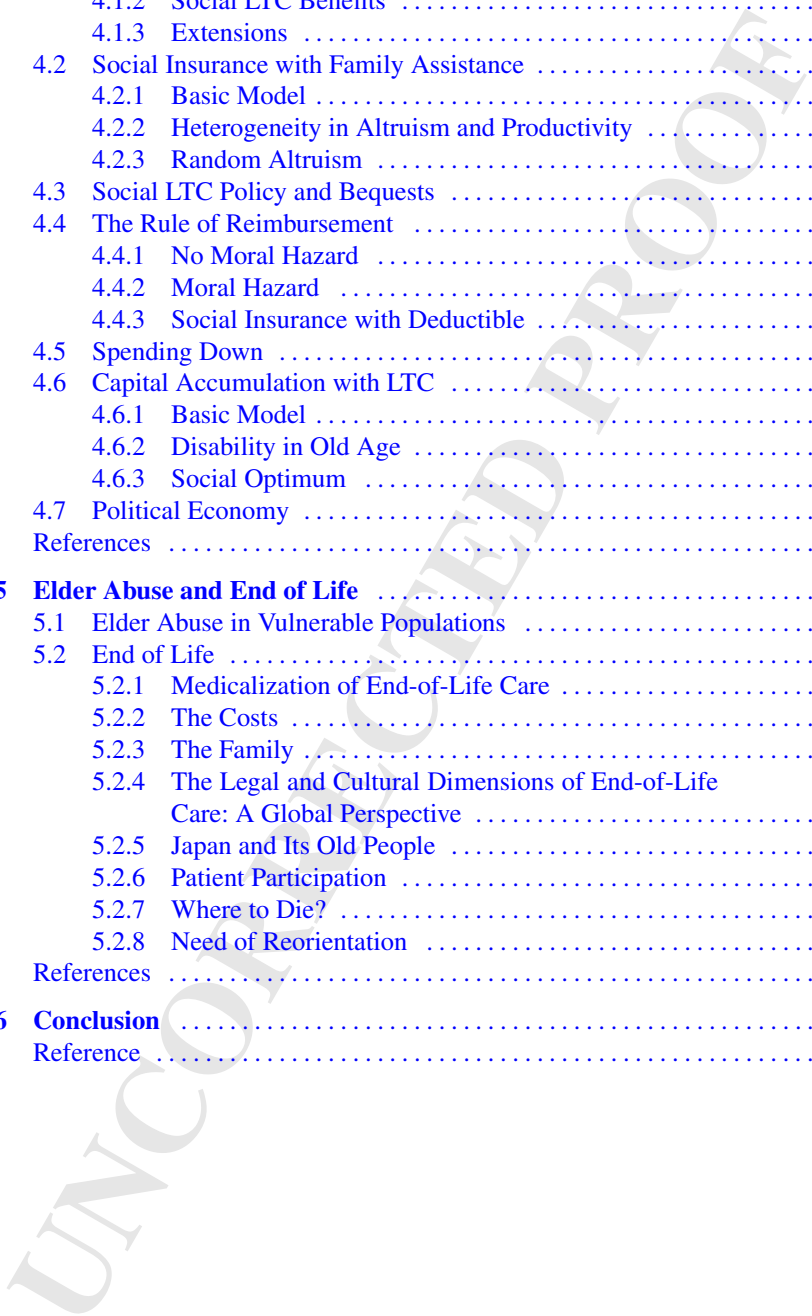 4.1.2 Social LTC Benefits ................................
4.1.3 Extensions ................................
4.2 Social Insurance with Family Assistance ................................
4.2.1 Basic Model ................................
4.2.2 Heterogeneity in Altruism and Productivity ................................
4.2.3 Random Altruism ................................
4.3 Social LTC Policy and Bequests ................................
4.4 The Rule of Reimbursement ................................
4.4.1 No Moral Hazard ................................
4.4.2 Moral Hazard ................................
4.4.3 Social Insurance with Deductible ................................
4.5 Spending Down ................................
4.6 Capital Accumulation with LTC ................................
4.6.1 Basic Model ................................
4.6.2 Disability in Old Age ................................
4.6.3 Social Optimum ................................
4.7 Political Economy ................................
References ................................
5 Elder Abuse and End of Life ................................
5.1 Elder Abuse in Vulnerable Populations ................................
5.2 End of Life ................................
5.2.1 Medicalization of End-of-Life Care ................................
5.2.2 The Costs ................................
5.2.3 The Family ................................
5.2.4 The Legal and Cultural Dimensions of End-of-Life
Care: A Global Perspective ................................
5.2.5 Japan and Its Old People ................................
5.2.6 Patient Participation ................................
5.2.7 Where to Die? ................................
5.2.8 Need of Reorientation ................................
References ................................
6 Conclusion ................................
Reference ................................
UNCORRECTED PROOF